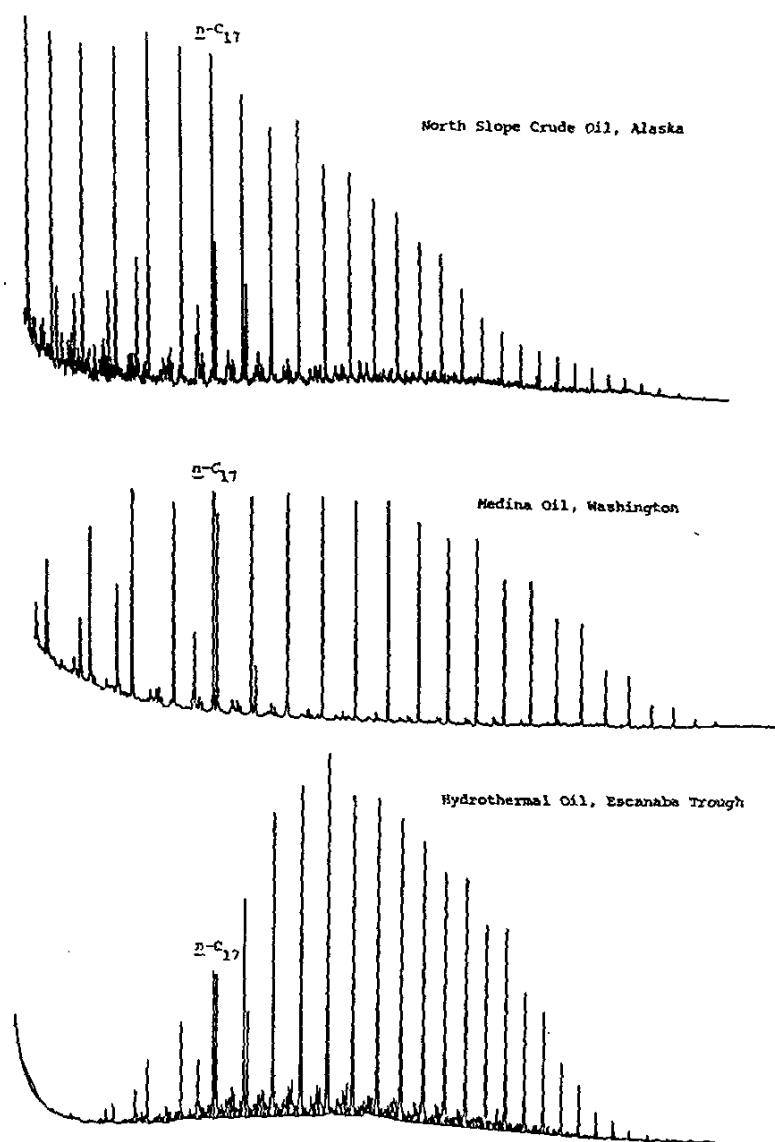 n-C17
North Slope Crude Oil, Alaska
n-C17
Medina Oil, Washington
Hydrothermal Oil, Escanaba Trough
n-C17